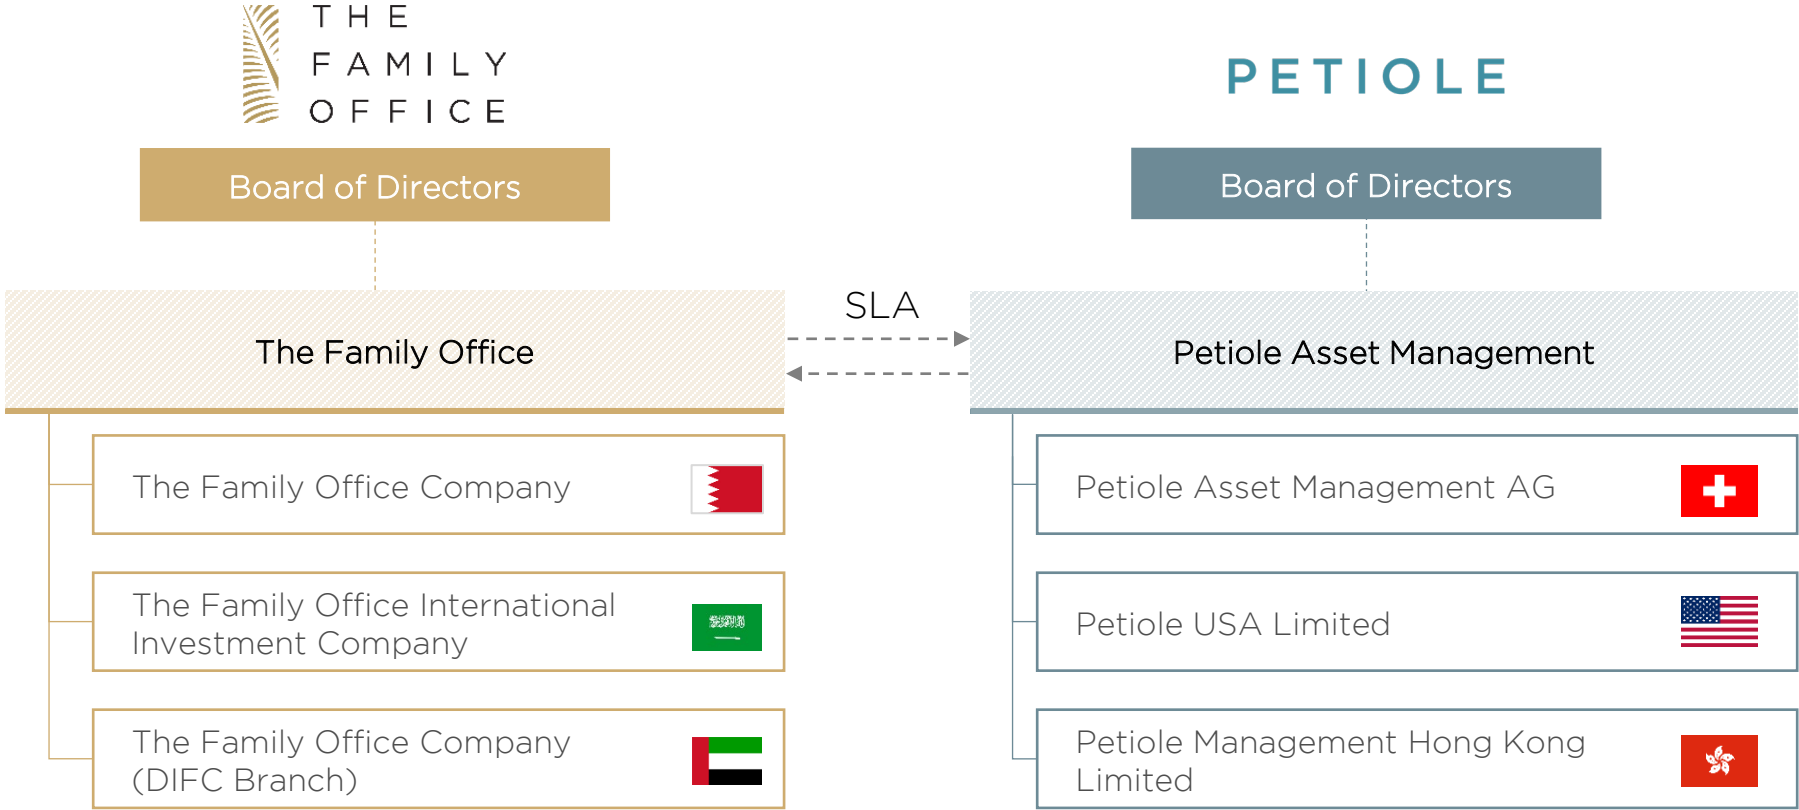 THE
FAMILY
OFFICE
PETIOLE
Board of Directors
Board of Directors
The Family Office
SLA
Petiole Asset Management
The Family Office Company
The Family Office International
Investment Company
The Family Office Company
(DIFC Branch)
Petiole Asset Management AG
Petiole USA Limited
Petiole Management Hong Kong
Limited